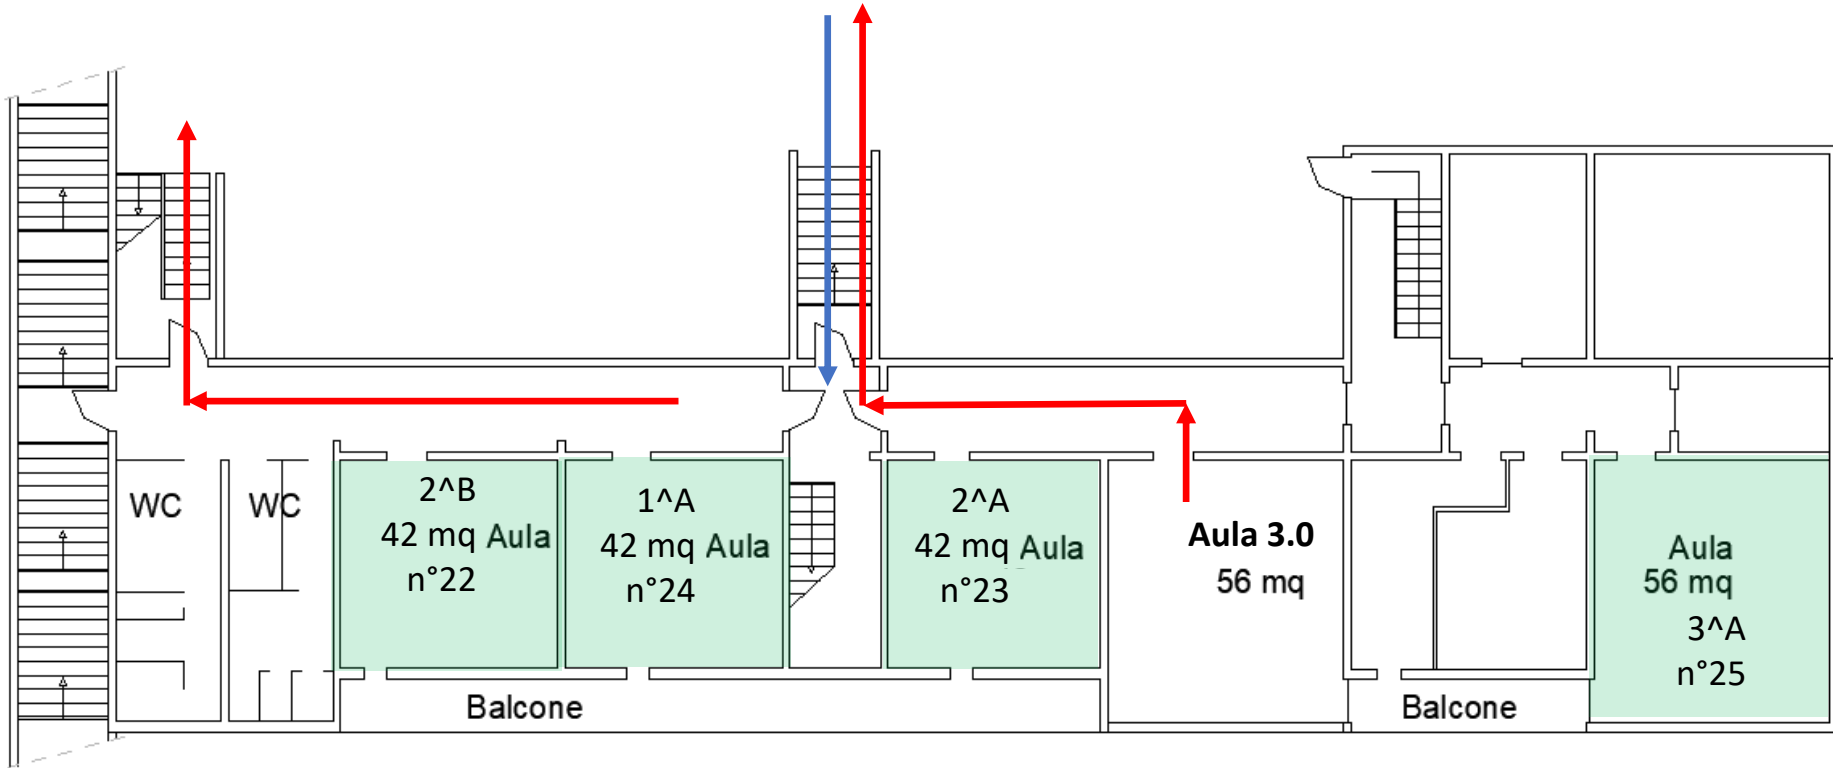 WC
WC
2^B
42 mq Aula
n°22
1^A
42 mq Aula
n°24
2^A
42 mq Aula
n°23
Aula 3.0
56 mq
Aula
56 mq
3^A
n°25
Balcone
Balcone